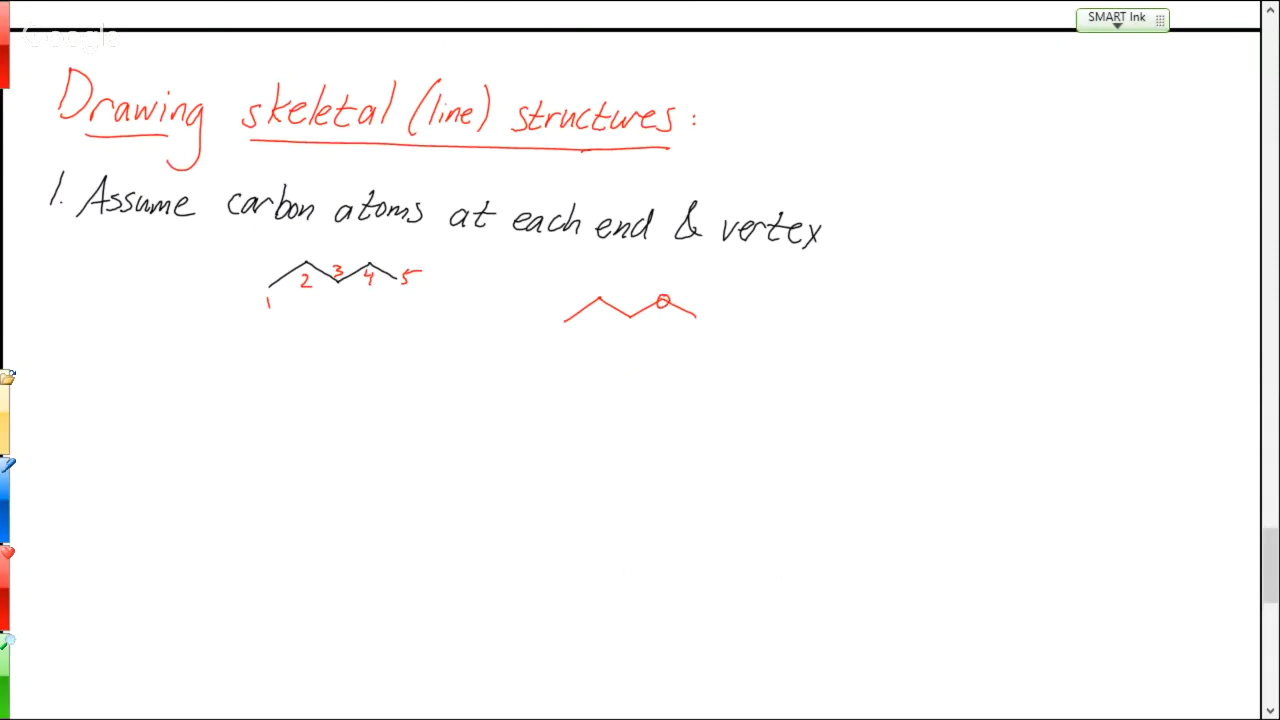 Google
SMART Ink
Drawing skeletal (line) structures:
1. Assume carbon atoms at each end & vertex
1 2 3 4 5
O